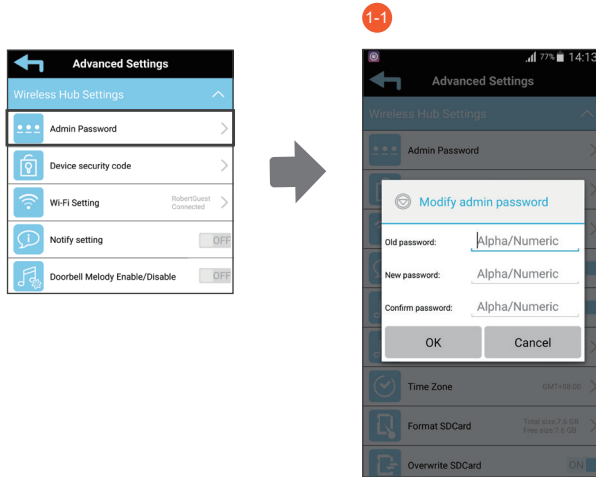 1-1
Advanced Settings
Wireless Hub Settings
Admin Password
Device security code
Wi-Fi Setting
RobertGuest
Connected
Notify setting
OFF
Doorbell Melody Enable/Disable
OFF
77% 14:13
Advanced Settings
Wireless Hub Settings
Admin Password
Modify admin password
Old password: Alpha/Numeric
New password: Alpha/Numeric
Confirm password: Alpha/Numeric
OK Cancel
Time Zone GMT+08:00
Format SDCard
Total size:7.8 GB
Free size:7.6 GB
Overwrite SDCard ON